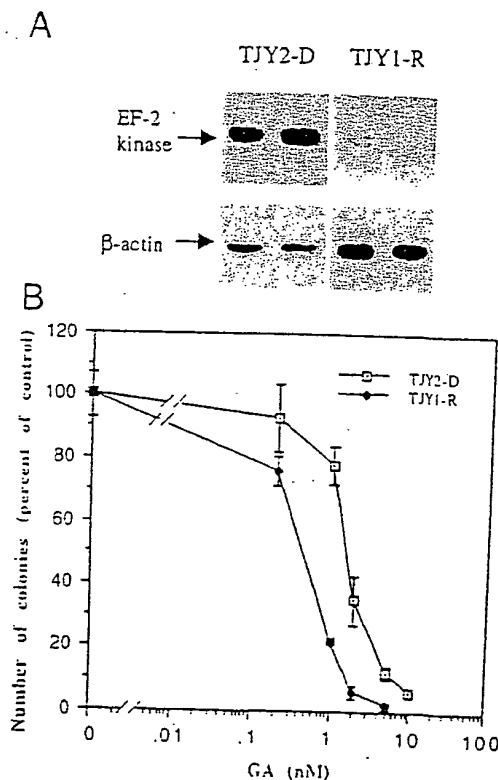 A
TJY2-D TJY1-R
EF-2
kinase
β-actin
B
120
100
80
60
40
20
0
TJY2-D
TJY1-R
Number of colonies (percent of control)
0 .01 .1 1 10 100
GA (nM)